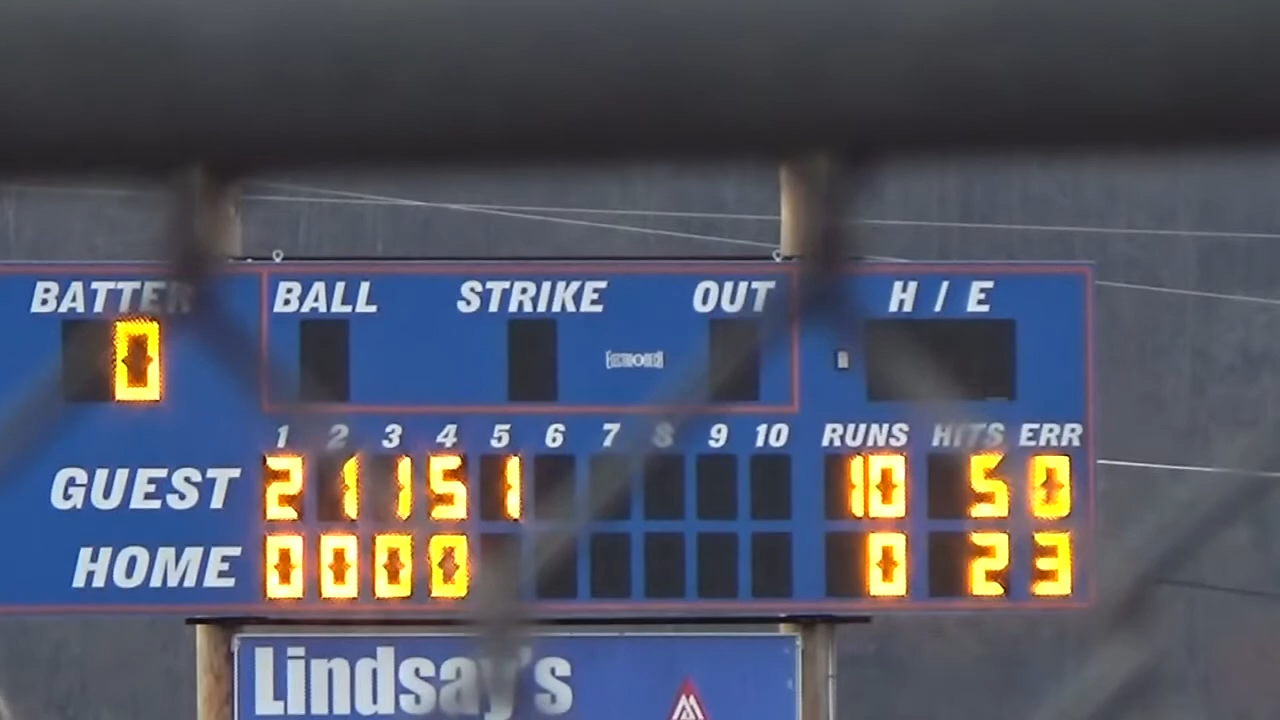 BATTER BALL STRIKE OUT H / E
0
1 2 3 4 5 6 7 8 9 10 RUNS HITS ERR
GUEST 2 1 1 5 1 10 5 0
HOME 0 0 0 0 0 2 3
Lindsay's